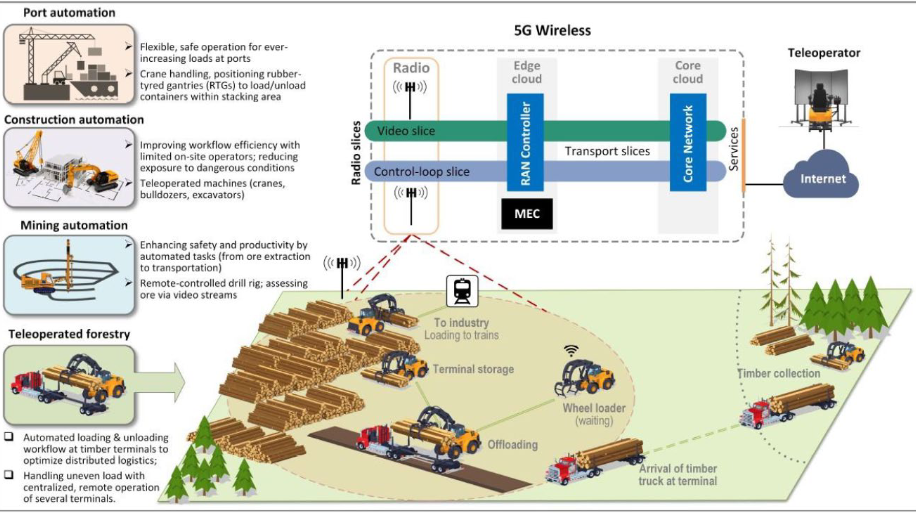 Port automation
Flexible, safe operation for ever-
increasing loads at ports
Crane handling, positioning rubber-
tyred gantries (RTGs) to load/unload
containers within stacking area
Construction automation
Improving workflow efficiency with
limited on-site operators; reducing
exposure to dangerous conditions
Teleoperated machines (cranes,
bulldozers, excavators)
Mining automation
Enhancing safety and productivity by
automated tasks (from ore extraction
to transportation)
Remote-controlled drill rig; assessing
ore via video streams
Teleoperated forestry
Automated loading & unloading
workflow at timber terminals to
optimize distributed logistics;
Handling uneven load with
centralized, remote operation
of several terminals.
5G Wireless
Radio
Edge
cloud
Core
cloud
Radio slices
Video slice
Control-loop slice
RAN Controller
MEC
Transport slices
Core Network
Services
Teleoperator
Internet
To industry
Loading to trains
Terminal storage
Wheel loader
(waiting)
Offloading
Timber collection
Arrival of timber
truck at terminal